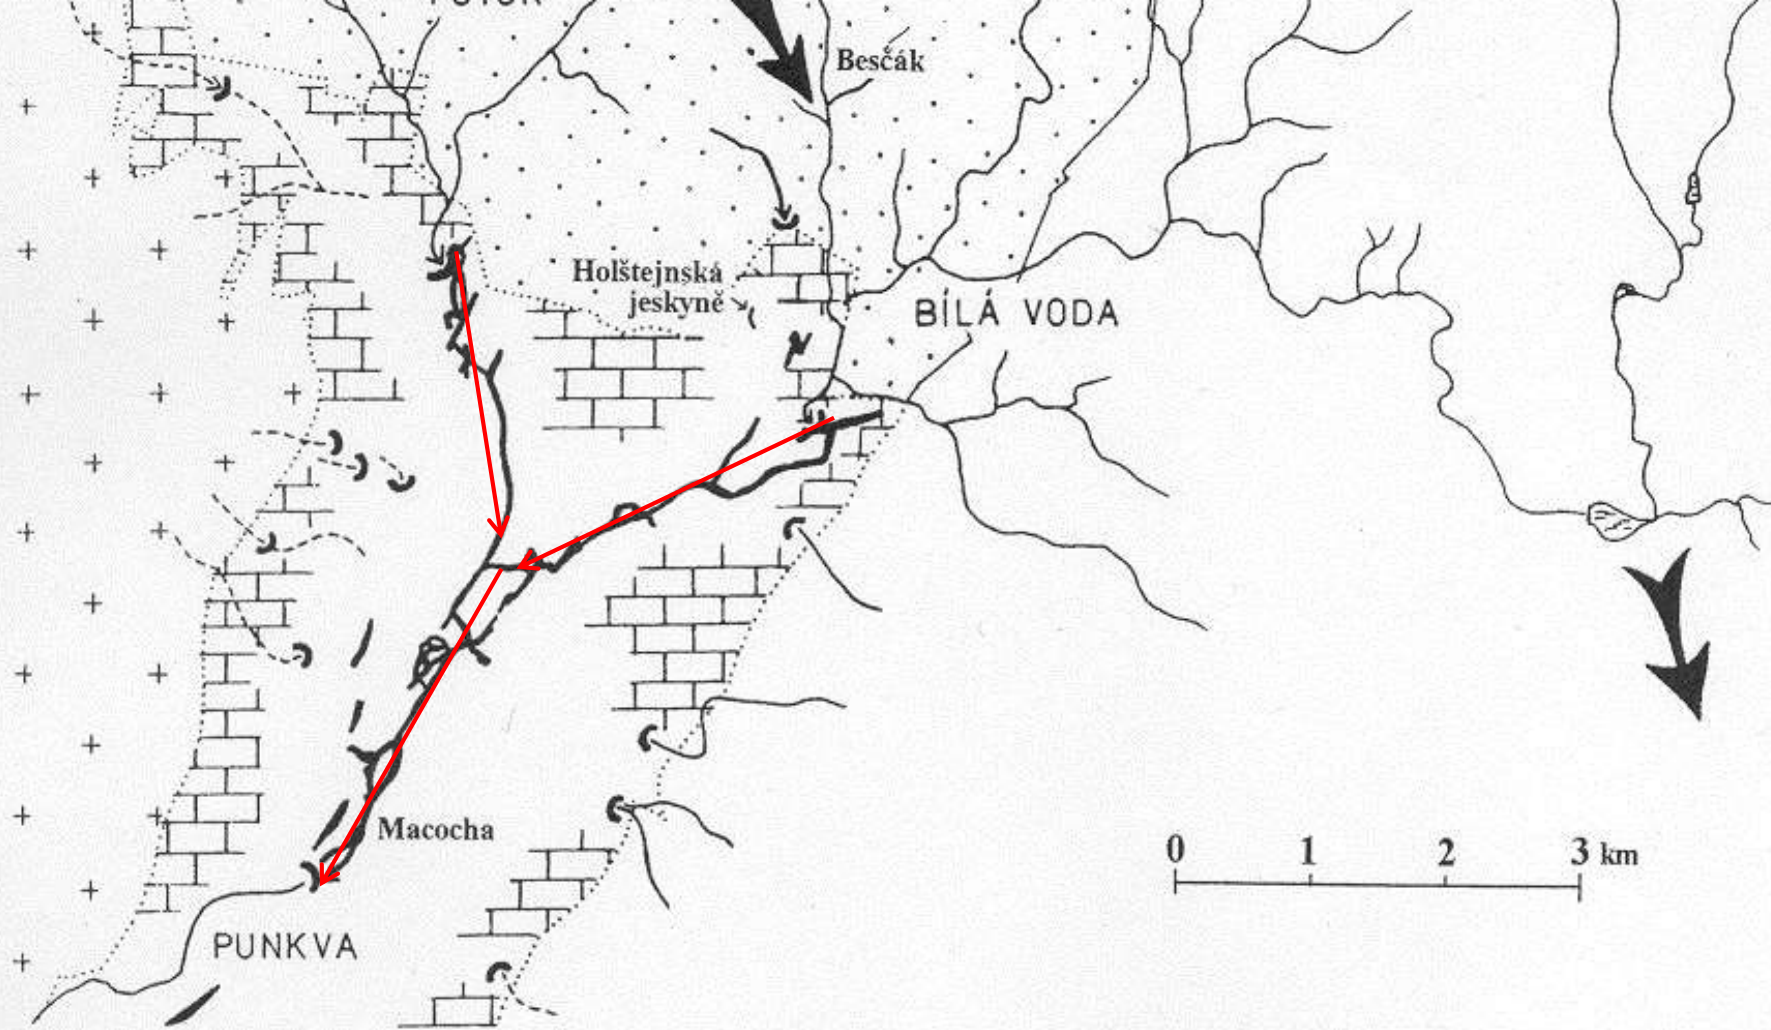 Besčák
Holštejnská
jeskyně
BÍLÁ VODA
Macocha
0 1 2 3 km
PUNKVA